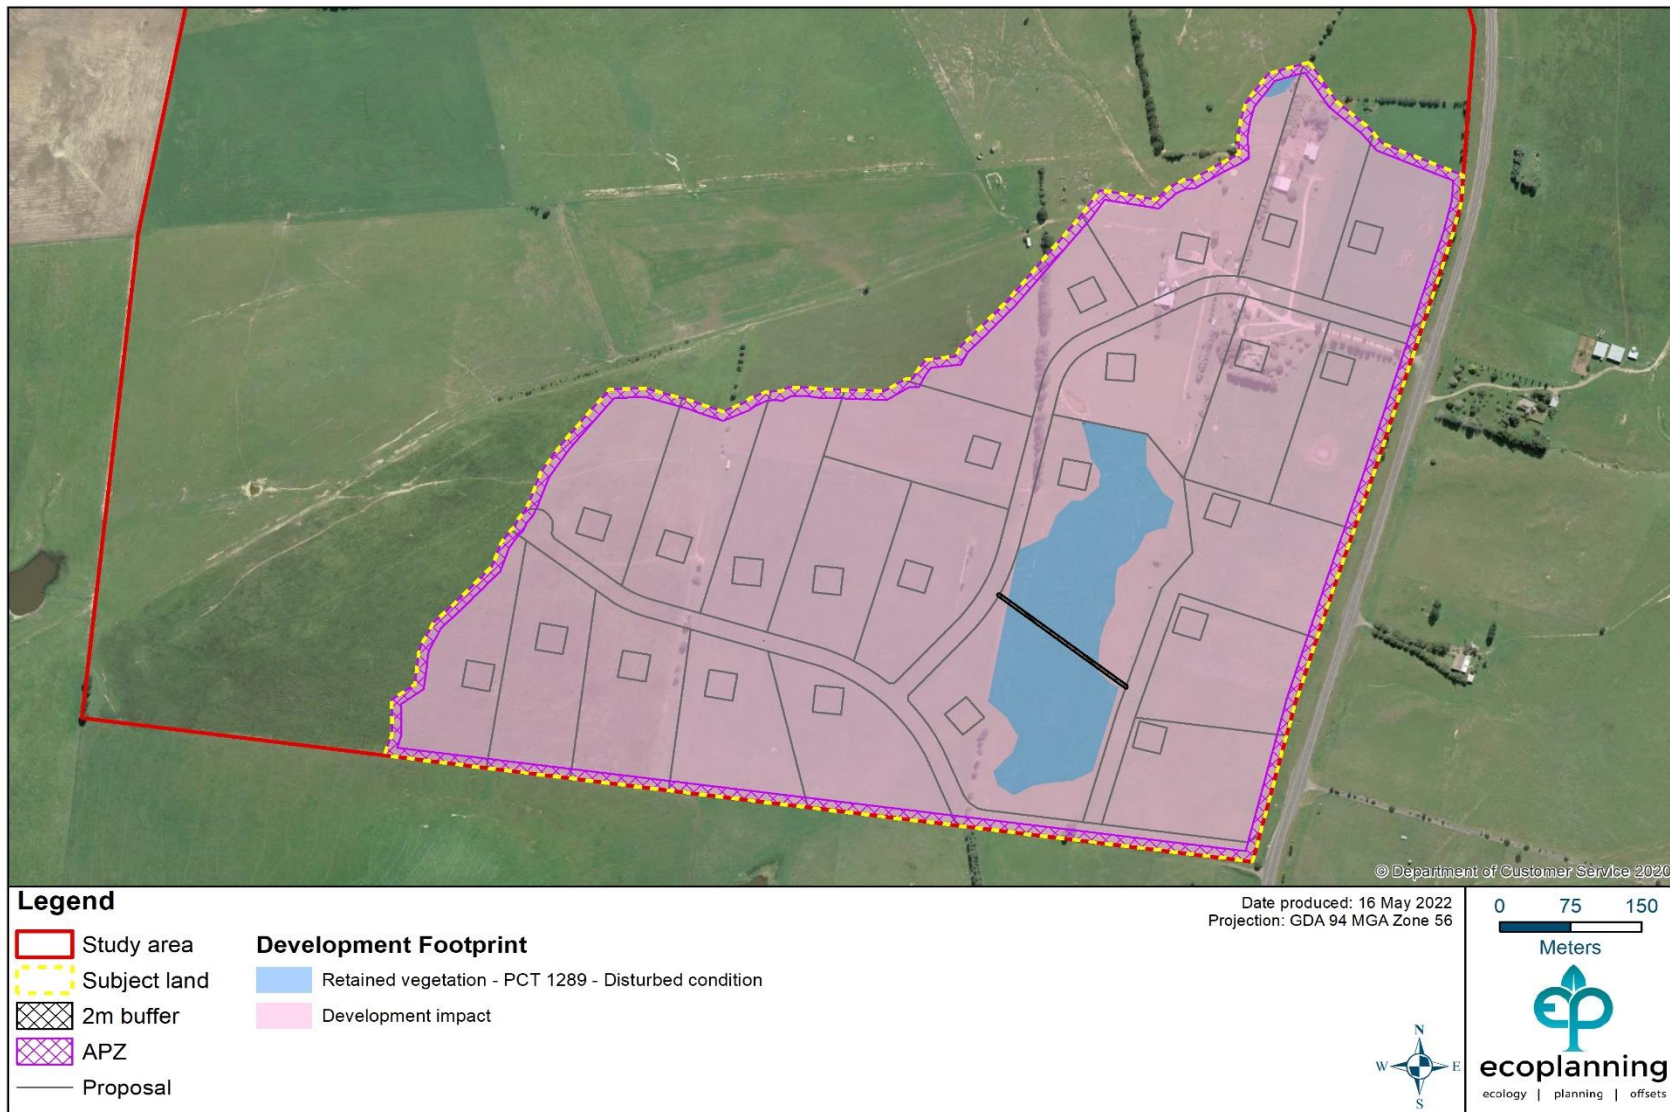 © Department of Customer Service 2020
Legend
Study area
Subject land
2m buffer
APZ
Proposal
Development Footprint
Retained vegetation - PCT 1289 - Disturbed condition
Development impact
Date produced: 16 May 2022
Projection: GDA 94 MGA Zone 56
N
W E
S
0 75 150
Meters
ep
ecoplanning
ecology | planning | offsets